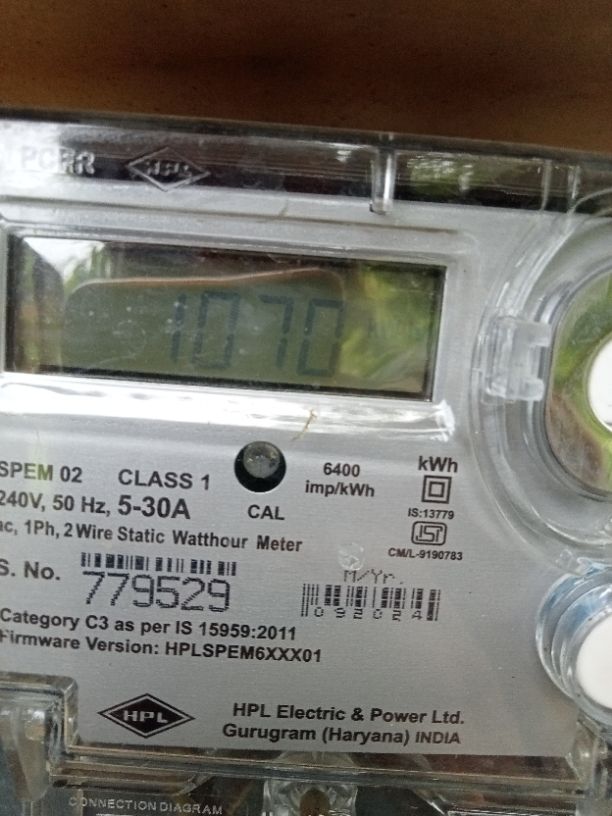 HPL
1070
SPEM 02 CLASS 1
240V, 50 Hz, 5-30A
ac, 1Ph, 2 Wire Static Watthour Meter
CAL
6400
imp/kWh
kWh
IS:13779
ISI
CM/L-9190783
S. No.
779529
M/Yr.
092024
Category C3 as per IS 15959:2011
Firmware Version: HPLSPEM6XXX01
HPL
HPL Electric & Power Ltd.
Gurugram (Haryana) INDIA
CONNECTION DIAGRAM